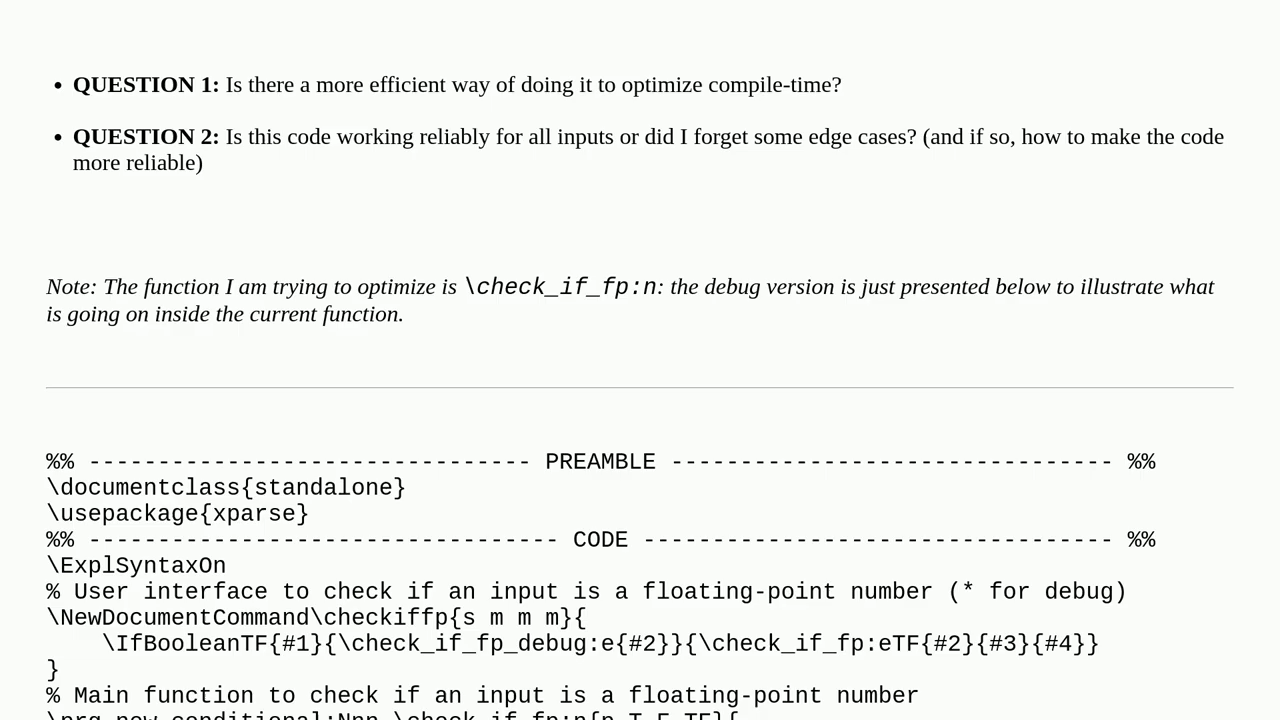 • QUESTION 1: Is there a more efficient way of doing it to optimize compile-time?
• QUESTION 2: Is this code working reliably for all inputs or did I forget some edge cases? (and if so, how to make the code
more reliable)
Note: The function I am trying to optimize is \check_if_fp:n: the debug version is just presented below to illustrate what
is going on inside the current function.
%% -------------------------------- PREAMBLE -------------------------------- %%
\documentclass{standalone}
\usepackage{xparse}
%% ---------------------------------- CODE ---------------------------------- %%
\ExplSyntaxOn
% User interface to check if an input is a floating-point number (* for debug)
\NewDocumentCommand\checkiffp{s m m m}{
    \IfBooleanTF{#1}{\check_if_fp_debug:e{#2}}{\check_if_fp:eTF{#2}{#3}{#4}}
}
% Main function to check if an input is a floating-point number
\prg_new_conditional:Nnn \check_if_fp:n{p,T,F,TF}{